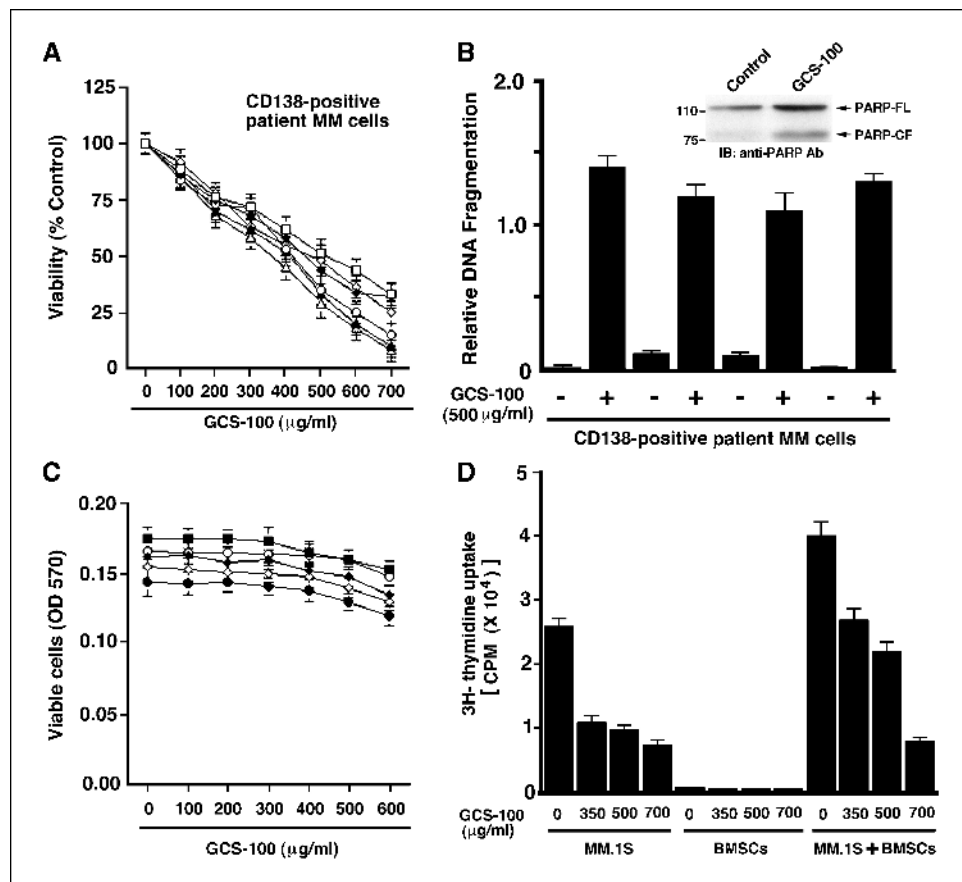 A
125
100
75
50
25
0
Viability (% Control)
CD138-positive
patient MM cells
0 100 200 300 400 500 600 700
GCS-100 (µg/ml)
B
2.0
1.0
0
Relative DNA Fragmentation
Control
GCS-100
110
75
PARP-FL
PARP-CF
IB: anti-PARP Ab
GCS-100
(500 µg/ml)
- + - + - + - +
CD138-positive patient MM cells
C
0.20
0.15
0.10
0.05
0.00
Viable cells (OD 570)
0 100 200 300 400 500 600
GCS-100 (µg/ml)
D
5
4
3
2
1
0
3H- thymidine uptake
[ CPM (X 10⁴) ]
GCS-100
(µg/ml)
0 350 500 700 0 350 500 700 0 350 500 700
MM.1S BMSCs MM.1S + BMSCs